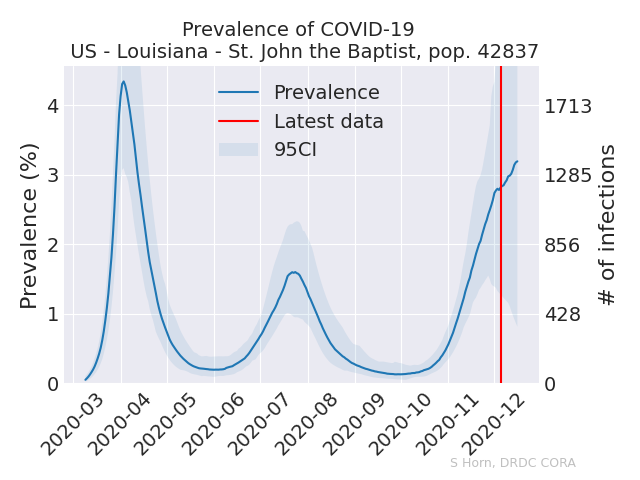 Prevalence of COVID-19
US - Louisiana - St. John the Baptist, pop. 42837
Prevalence
Latest data
95CI
Prevalence (%)
4
3
2
1
0
1713
1285
856
428
0
# of infections
2020-03
2020-04
2020-05
2020-06
2020-07
2020-08
2020-09
2020-10
2020-11
2020-12
S Horn, DRDC CORA